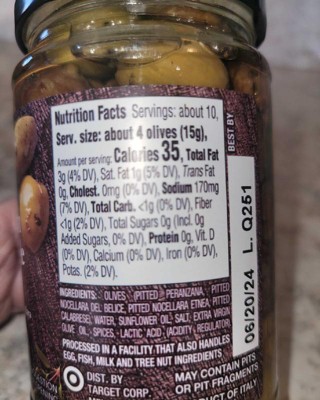 Nutrition Facts Servings: about 10,
Serv. size: about 4 olives (15g),
Amount per serving: Calories 35, Total Fat
3g (4% DV), Sat. Fat 1g (5% DV), Trans Fat
0g, Cholest. 0mg (0% DV), Sodium 170mg
(7% DV), Total Carb. <1g (0% DV), Fiber
<1g (2% DV), Total Sugars 0g (Incl. 0g
Added Sugars, 0% DV), Protein 0g, Vit. D
(0% DV), Calcium (0% DV), Iron (0% DV),
Potas. (2% DV).
INGREDIENTS: OLIVES (PITTED PERANZANA, PITTED
NOCELLARA DEL BELICE, PITTED NOCELLARA ETNEA, PITTED
CALABRESE), WATER, SUNFLOWER OIL, SALT, EXTRA VIRGIN
OLIVE OIL, SPICES, LACTIC ACID (ACIDITY REGULATOR).
PROCESSED IN A FACILITY THAT ALSO HANDLES
EGG, FISH, MILK AND TREE NUT INGREDIENTS
DIST. BY
TARGET CORP.
MAY CONTAIN PITS
OR PIT FRAGMENTS
PRODUCT OF ITALY
BEST BY
06/20/24 L. Q251